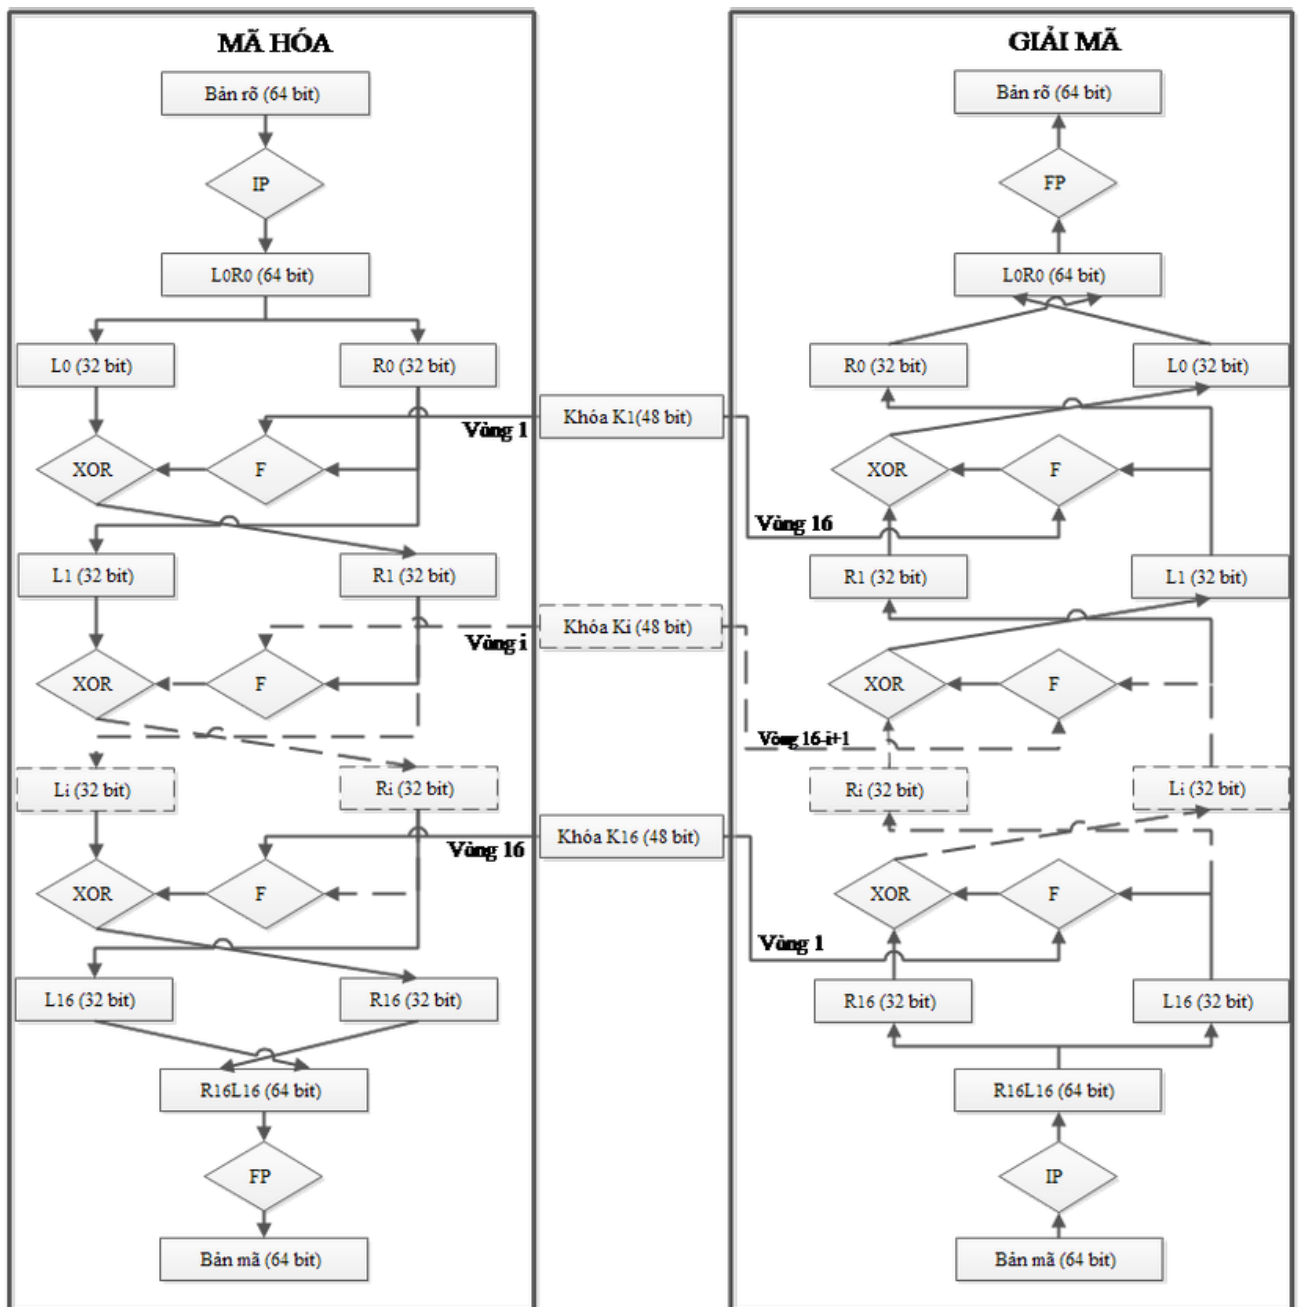 MÃ HÓA
Bản rõ (64 bit)
IP
L0R0 (64 bit)
L0 (32 bit)
R0 (32 bit)
Vòng 1
XOR
F
L1 (32 bit)
R1 (32 bit)
Vòng i
XOR
F
Li (32 bit)
Ri (32 bit)
Vòng 16
XOR
F
L16 (32 bit)
R16 (32 bit)
R16L16 (64 bit)
FP
Bản mã (64 bit)
Khóa K1(48 bit)
Khóa Ki (48 bit)
Khóa K16 (48 bit)
GIẢI MÃ
Bản rõ (64 bit)
FP
L0R0 (64 bit)
R0 (32 bit)
L0 (32 bit)
XOR
F
Vòng 16
R1 (32 bit)
L1 (32 bit)
XOR
F
Vòng 16-i+1
Ri (32 bit)
Li (32 bit)
XOR
F
Vòng 1
R16 (32 bit)
L16 (32 bit)
R16L16 (64 bit)
IP
Bản mã (64 bit)